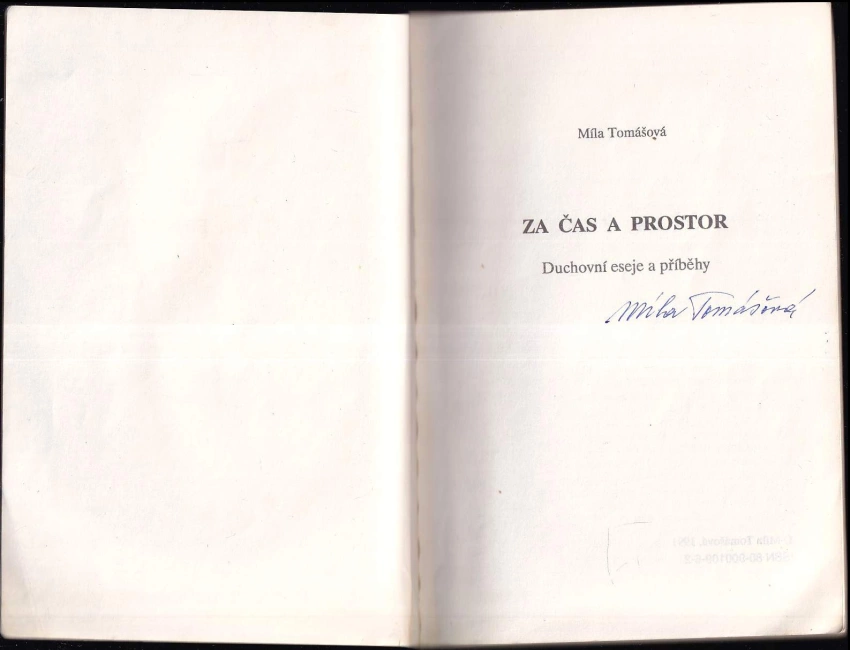 Míla Tomášová
ZA ČAS A PROSTOR
Duchovní eseje a příběhy
Míla Tomášová